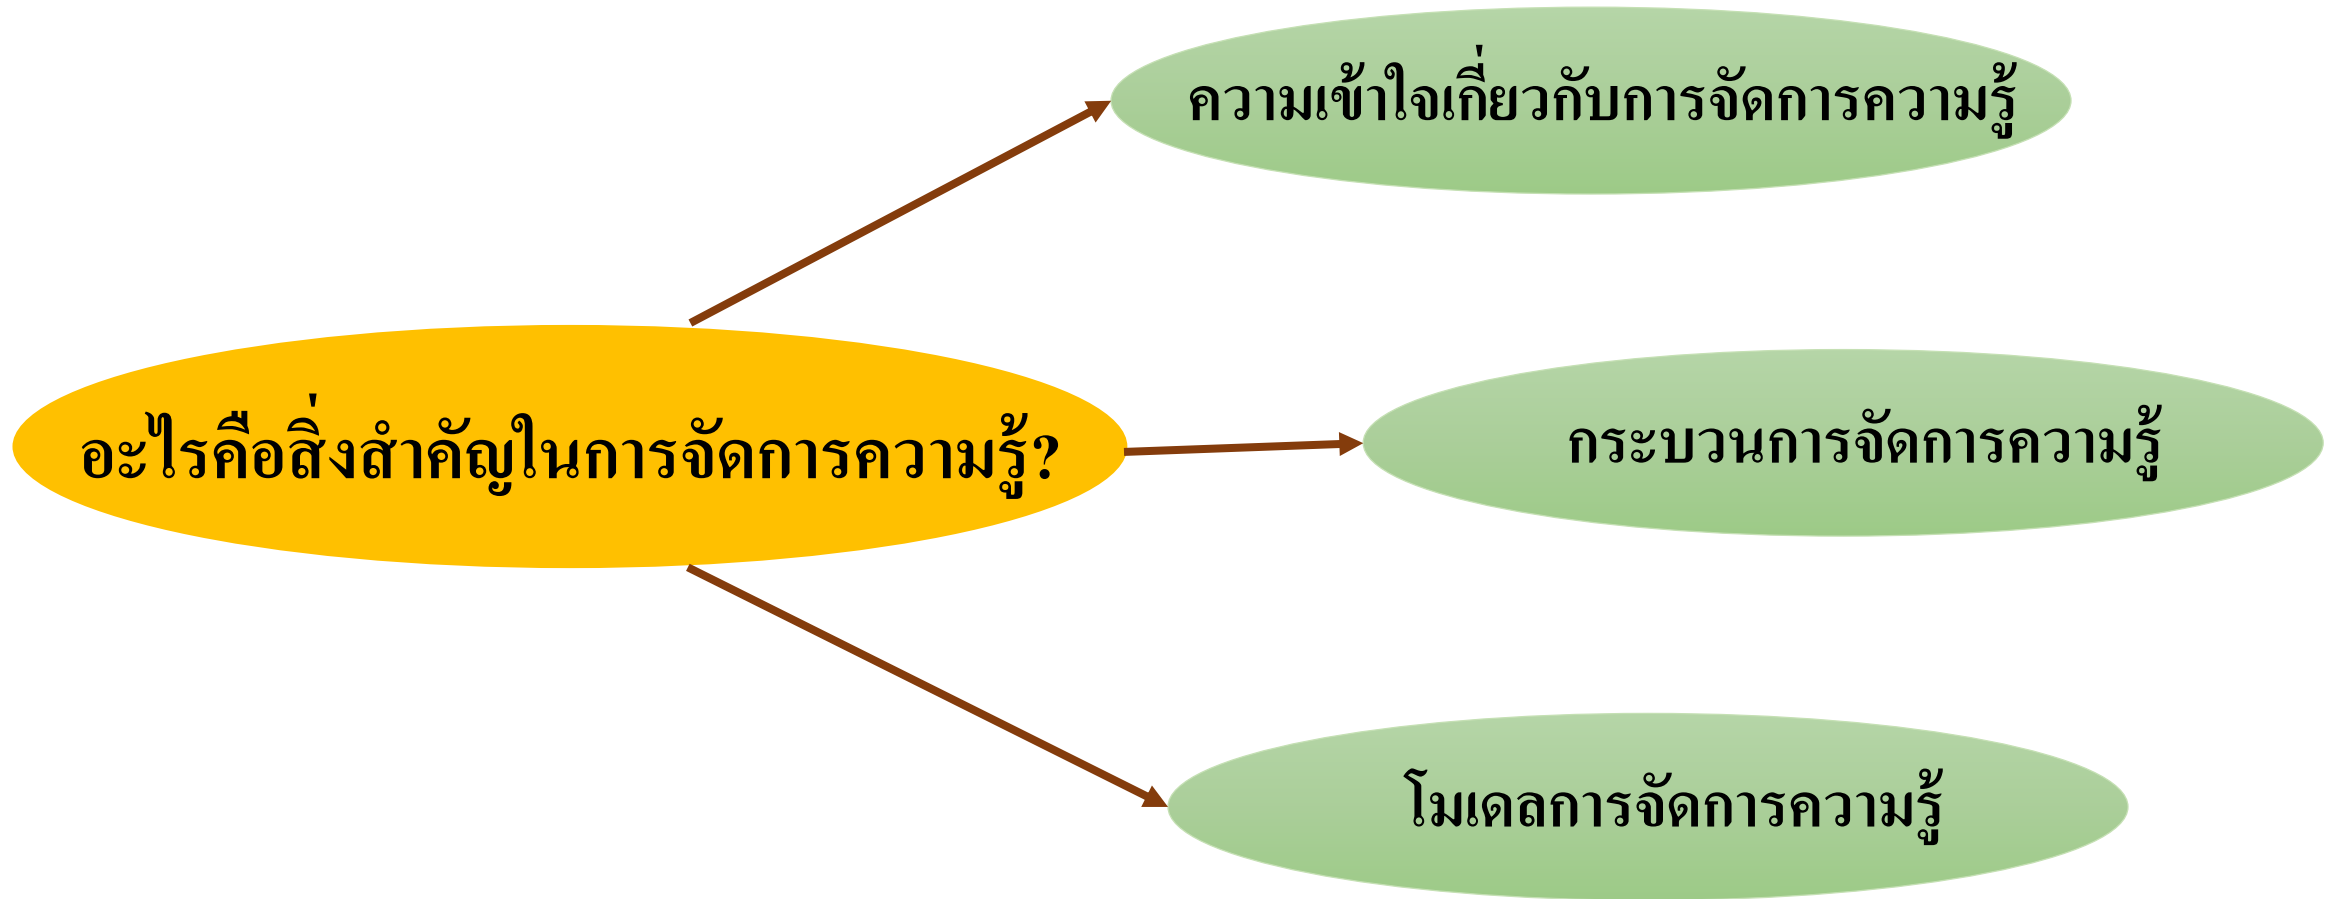 ความเข้าใจเกี่ยวกับการจัดการความรู้
อะไรคือสิ่งสำคัญในการจัดการความรู้?
กระบวนการจัดการความรู้
โมเดลการจัดการความรู้